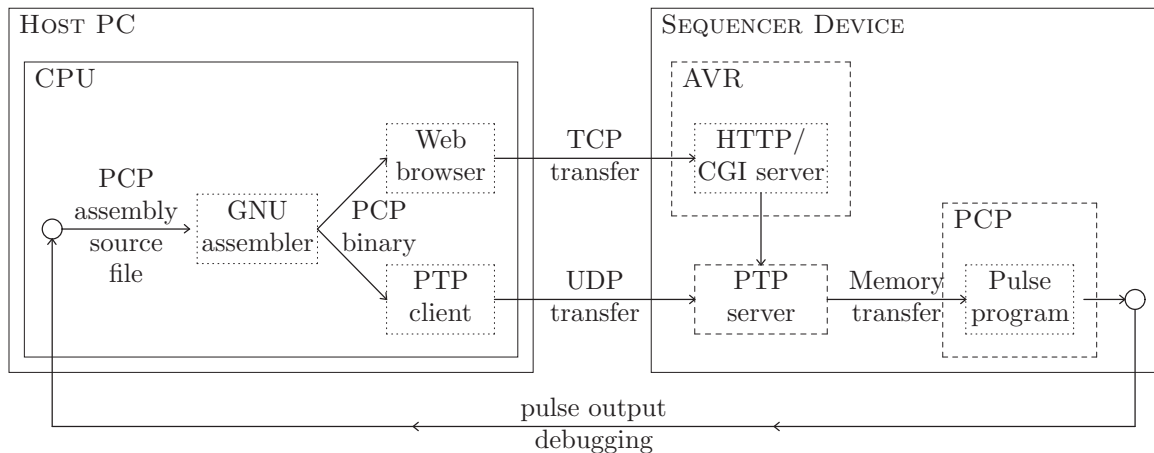 HOST PC
CPU
PCP
assembly
source
file
GNU
assembler
PCP
binary
Web
browser
PTP
client
TCP
transfer
UDP
transfer
SEQUENCER DEVICE
AVR
HTTP/
CGI server
PTP
server
Memory
transfer
PCP
Pulse
program
pulse output
debugging